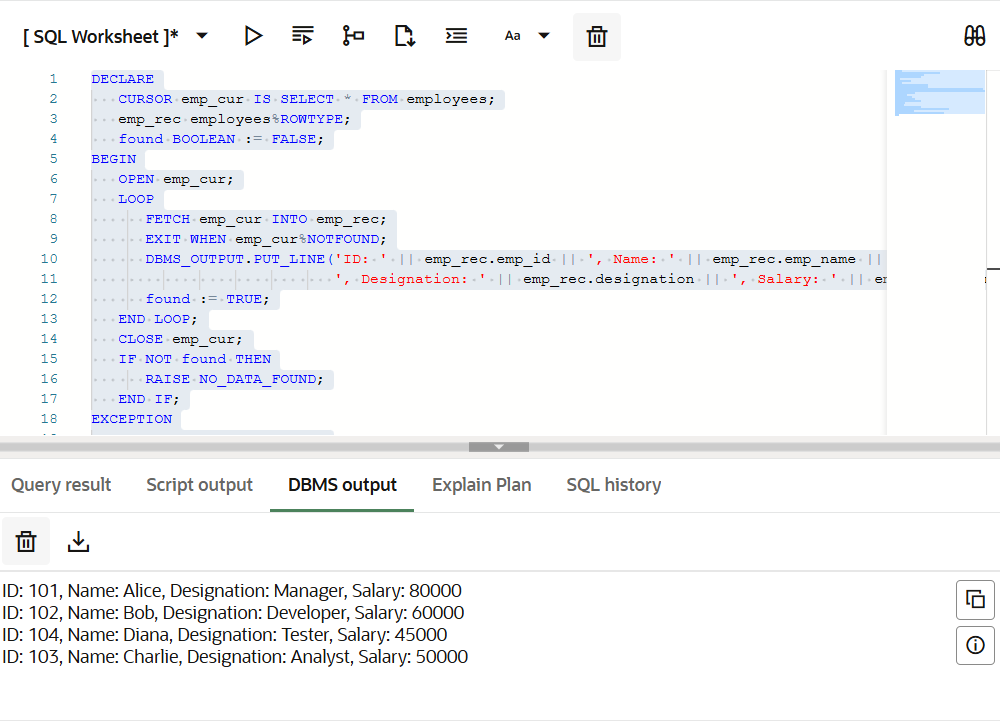 [ SQL Worksheet ]*
Aa
1 DECLARE
2 CURSOR emp_cur IS SELECT * FROM employees;
3 emp_rec employees%ROWTYPE;
4 found BOOLEAN := FALSE;
5 BEGIN
6 OPEN emp_cur;
7 LOOP
8 FETCH emp_cur INTO emp_rec;
9 EXIT WHEN emp_cur%NOTFOUND;
10 DBMS_OUTPUT.PUT_LINE('ID: ' || emp_rec.emp_id || ', Name: ' || emp_rec.emp_name ||
11 ', Designation: ' || emp_rec.designation || ', Salary: ' ||
12 found := TRUE;
13 END LOOP;
14 CLOSE emp_cur;
15 IF NOT found THEN
16 RAISE NO_DATA_FOUND;
17 END IF;
18 EXCEPTION
Query result Script output DBMS output Explain Plan SQL history
ID: 101, Name: Alice, Designation: Manager, Salary: 80000
ID: 102, Name: Bob, Designation: Developer, Salary: 60000
ID: 104, Name: Diana, Designation: Tester, Salary: 45000
ID: 103, Name: Charlie, Designation: Analyst, Salary: 50000